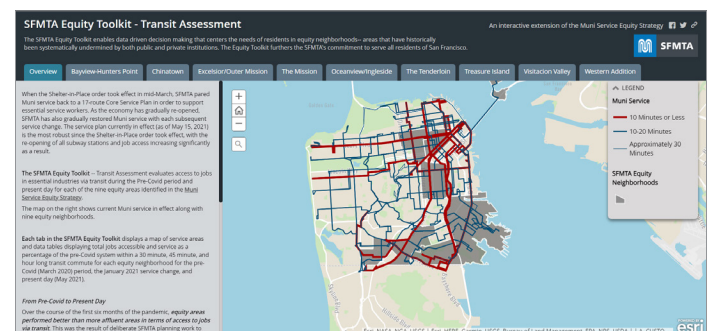 SFMTA Equity Toolkit - Transit Assessment
An interactive extension of the Muni Service Equity Strategy
The SFMTA Equity Toolkit enables data driven decision making that centers the needs of residents in equity neighborhoods-- areas that have historically
been systematically undermined by both public and private institutions. The Equity Toolkit furthers the SFMTA's commitment to serve all residents of San Francisco.
SFMTA
Overview
Bayview-Hunters Point
Chinatown
Excelsior/Outer Mission
The Mission
Oceanview/Ingleside
The Tenderloin
Treasure Island
Visitacion Valley
Western Addition
When the Shelter-in-Place order took effect in mid-March, SFMTA pared
Muni service back to a 17-route Core Service Plan in order to support
essential service workers. As the economy has gradually re-opened,
SFMTA has also gradually restored Muni service with each subsequent
service change. The service plan currently in effect (as of May 15, 2021)
is the most robust since the Shelter-in-Place order took effect, with the
re-opening of all subway stations and job access increasing significantly
as a result.
The SFMTA Equity Toolkit -- Transit Assessment evaluates access to jobs
in essential industries via transit during the Pre-Covid period and
present day for each of the nine equity areas identified in the Muni
Service Equity Strategy.
The map on the right shows current Muni service in effect along with
nine equity neighborhoods.
Each tab in the SFMTA Equity Toolkit displays a map of service areas
and data tables displaying total jobs accessible and service as a
percentage of the pre-Covid system within a 30 minute, 45 minute, and
hour long transit commute for each equity neighborhood for the pre-
Covid (March 2020) period, the January 2021 service change, and
present day (May 2021).
From Pre-Covid to Present Day
Over the course of the first six months of the pandemic, equity areas
performed better than more affluent areas in terms of access to jobs
via transit. This was the result of deliberate SFMTA planning work to
LEGEND
Muni Service
10 Minutes or Less
10-20 Minutes
Approximately 30
Minutes
SFMTA Equity
Neighborhoods
esri